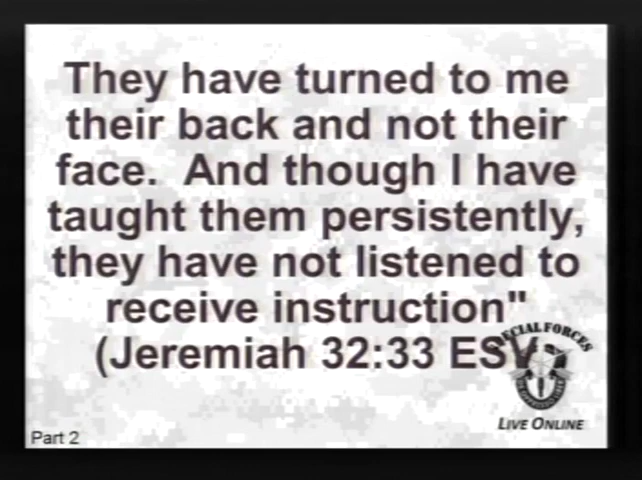 They have turned to me
their back and not their
face.  And though I have
taught them persistently,
they have not listened to
receive instruction"
(Jeremiah 32:33 ESV
SPECIAL FORCES
LIVE ONLINE
Part 2